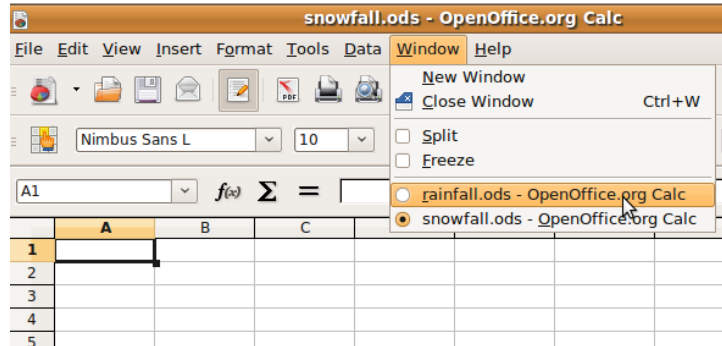 snowfall.ods - OpenOffice.org Calc
File Edit View Insert Format Tools Data Window Help
New Window
Close Window Ctrl+W
PDF
Nimbus Sans L 10
Split
Freeze
A1 f(x) Σ =
rainfall.ods - OpenOffice.org Calc
snowfall.ods - OpenOffice.org Calc
A B C
1
2
3
4
5